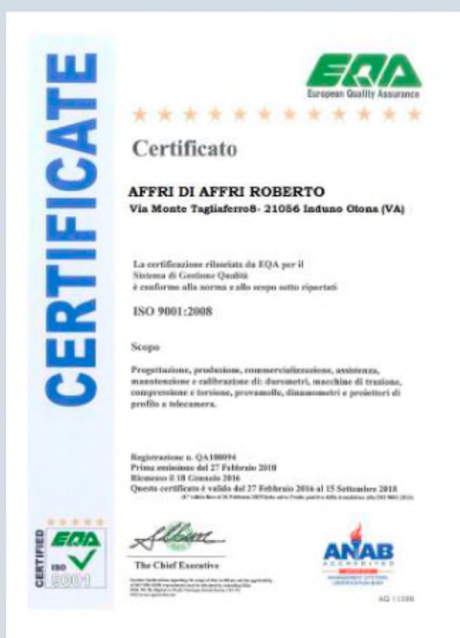 CERTIFICATE
EQA
European Quality Assurance
Certificato
AFFRI DI AFFRI ROBERTO
Via Monte Tagliaferro8- 21056 Induno Olona (VA)
La certificazione rilasciata da EQA per il
Sistema di Gestione Qualità
è conforme alla norma e allo scopo sotto riportati
ISO 9001:2008
Scopo
Progettazione, produzione, commercializzazione, assistenza,
manutenzione e calibrazione di: durometri, macchine di trazione,
compressione e torsione, provamolle, dinamometri e proiettori di
profilo a telecamera.
Registrazione n. QA100094
Prima emissione del 27 Febbraio 2010
Riemesso il 18 Gennaio 2016
Questo certificato è valido dal 27 Febbraio 2016 al 15 Settembre 2018
The Chief Executive
CERTIFIED
EQA
ISO
9001
ANAB
ACCREDITED